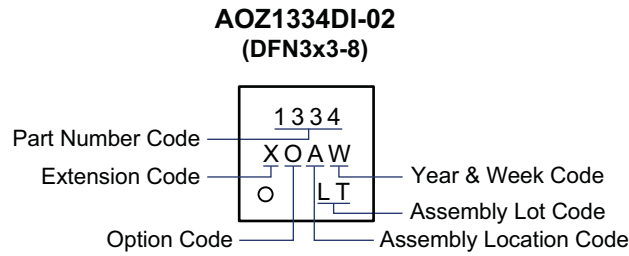 AOZ1334DI-02
(DFN3x3-8)
1334
Part Number Code
XOAW
Extension Code
Year & Week Code
LT
Assembly Lot Code
Option Code
Assembly Location Code